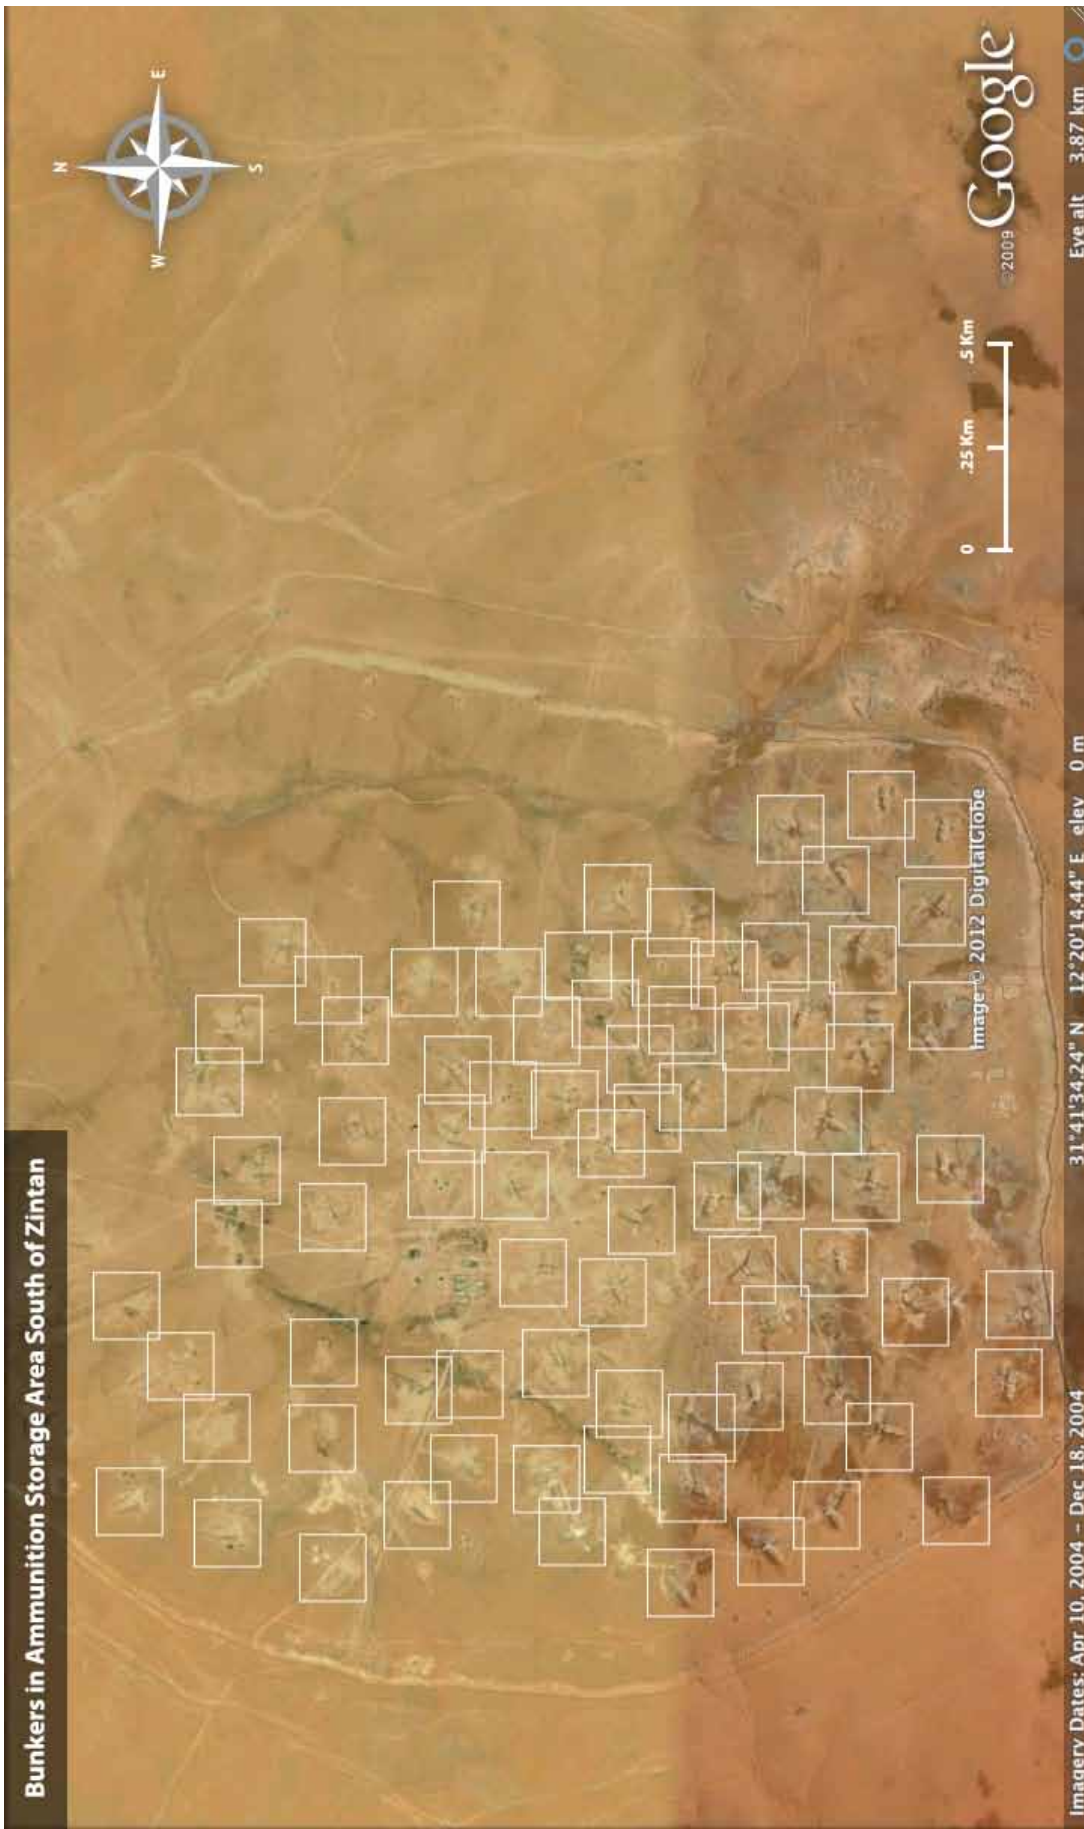 Bunkers in Ammunition Storage Area South of Zintan
N
W
E
S
0
.25 Km
.5 Km
Image © 2012 DigitalGlobe
©2009 Google
Imagery Dates: Apr 10, 2004 – Dec 18, 2004
31°41'34.24" N
12°20'14.44" E
elev
0 m
Eye alt
3.87 km